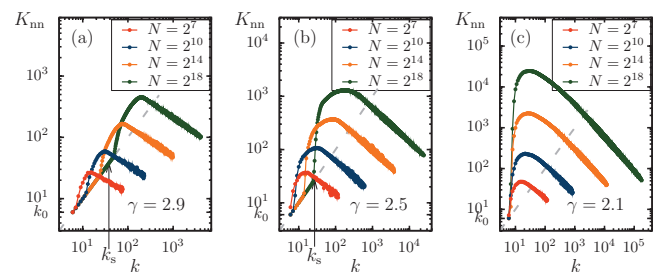 K_nn
(a)
N = 2^7
N = 2^10
N = 2^14
N = 2^18
10^3
10^2
10^1
k_0
γ = 2.9
10^1 10^2 10^3
k_s
k
K_nn
(b)
N = 2^7
N = 2^10
N = 2^14
N = 2^18
10^4
10^3
10^2
10^1
k_0
γ = 2.5
10^1 10^2 10^3 10^4
k_s
k
K_nn
(c)
N = 2^7
N = 2^10
N = 2^14
N = 2^18
10^5
10^4
10^3
10^2
10^1
k_0
γ = 2.1
10^1 10^2 10^3 10^4 10^5
k